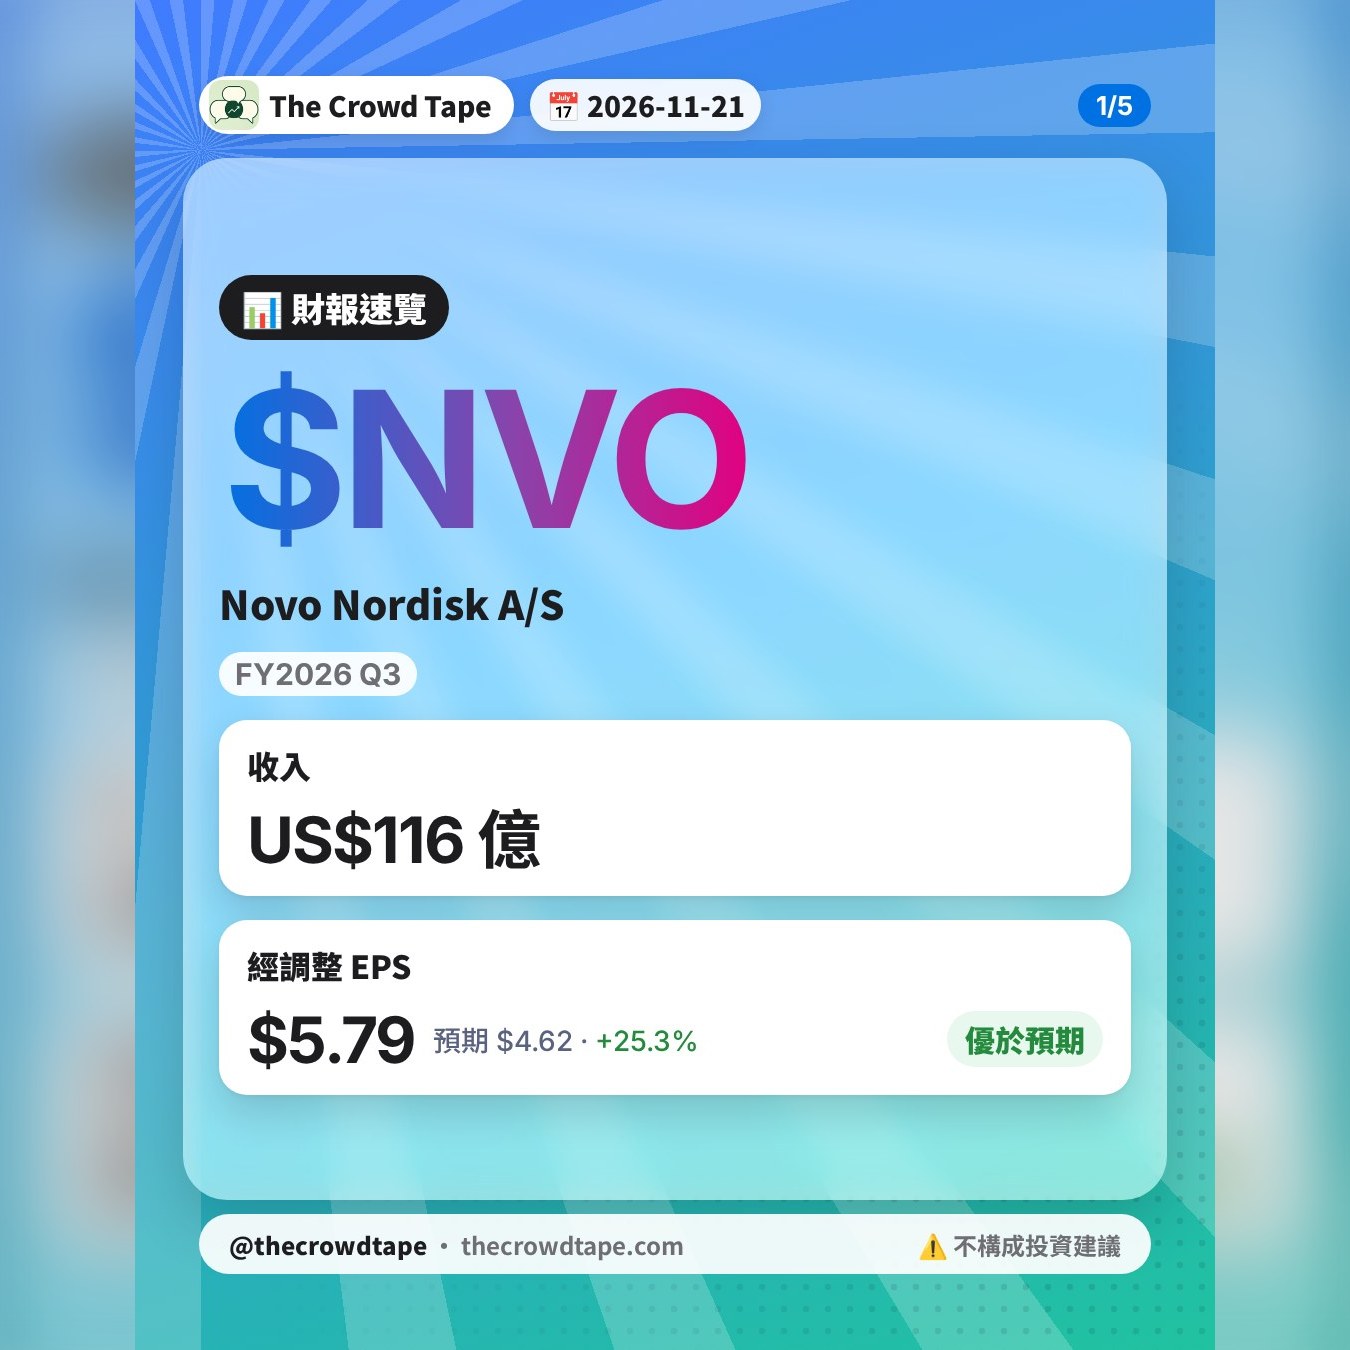 The Crowd Tape
2026-11-21
1/5
財報速覽
$NVO
Novo Nordisk A/S
FY2026 Q3
收入
US$116 億
經調整 EPS
$5.79 預期 $4.62 · +25.3%
優於預期
@thecrowdtape • thecrowdtape.com
⚠️ 不構成投資建議